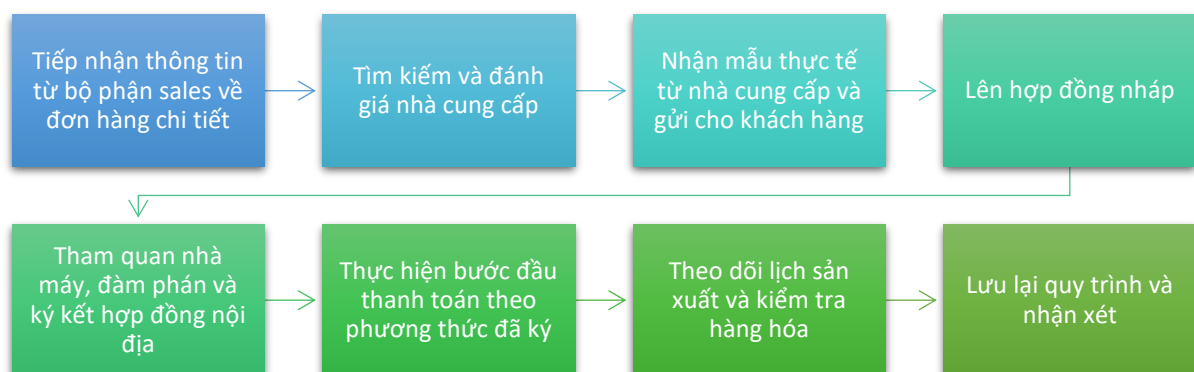 Tiếp nhận thông tin
từ bộ phận sales về
đơn hàng chi tiết
Tìm kiếm và đánh
giá nhà cung cấp
Nhận mẫu thực tế
từ nhà cung cấp và
gửi cho khách hàng
Lên hợp đồng nháp
Tham quan nhà
máy, đàm phán và
ký kết hợp đồng nội
địa
Thực hiện bước đầu
thanh toán theo
phương thức đã ký
Theo dõi lịch sản
xuất và kiểm tra
hàng hóa
Lưu lại quy trình và
nhận xét